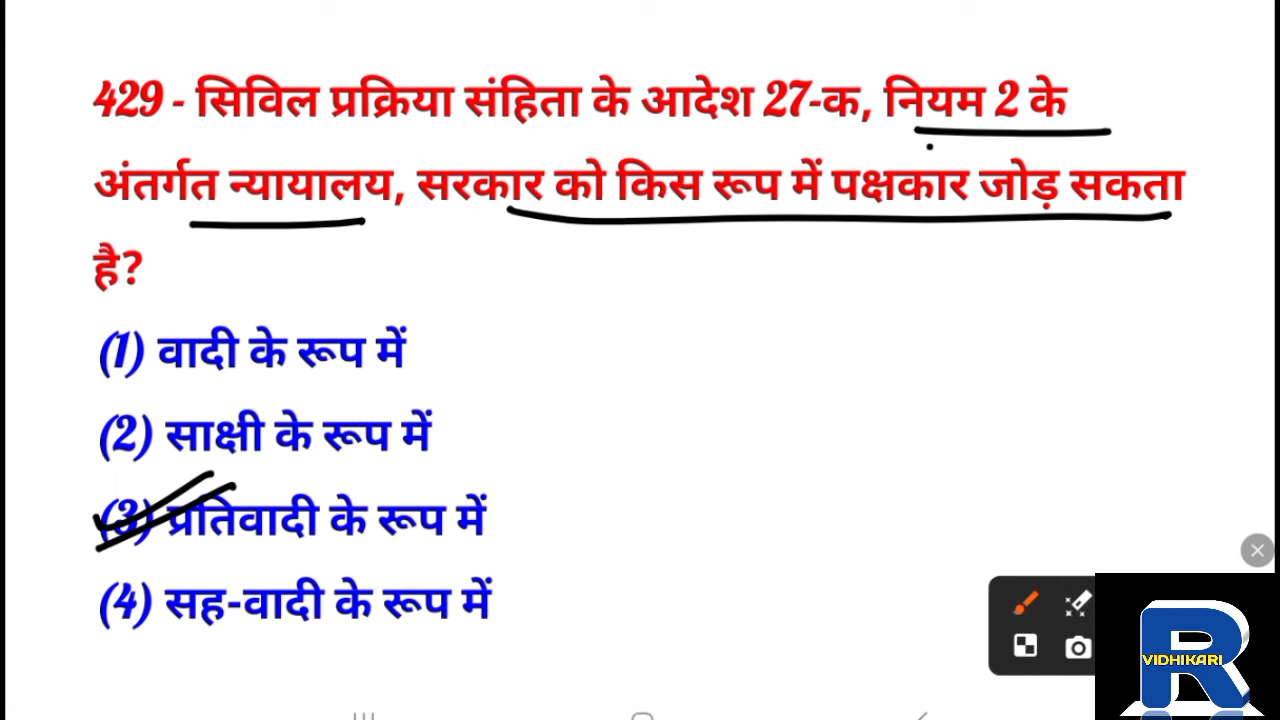 429 - सिविल प्रक्रिया संहिता के आदेश 27-क, नियम 2 के
अंतर्गत न्यायालय, सरकार को किस रूप में पक्षकार जोड़ सकता
है?
(1) वादी के रूप में
(2) साक्षी के रूप में
(3) प्रतिवादी के रूप में
(4) सह-वादी के रूप में
R
VIDHIKARI